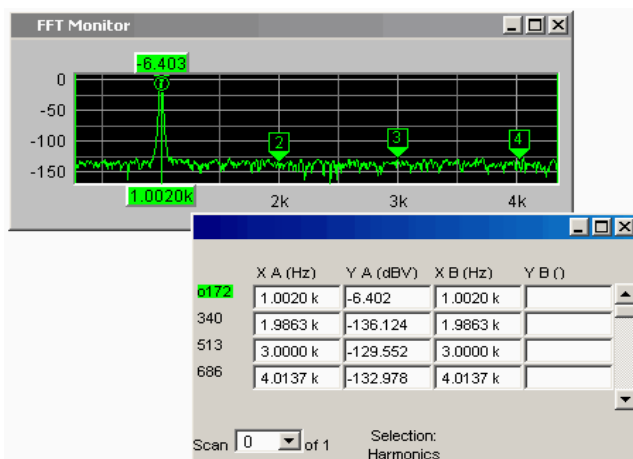 FFT Monitor
-6.403
0
-50
-100
-150
2
3
4
1.0020k
2k
3k
4k
X A (Hz) Y A (dBV) X B (Hz) Y B ()
o172 1.0020 k -6.402 1.0020 k
340 1.9863 k -136.124 1.9863 k
513 3.0000 k -129.552 3.0000 k
686 4.0137 k -132.978 4.0137 k
Scan 0 of 1 Selection:
Harmonics